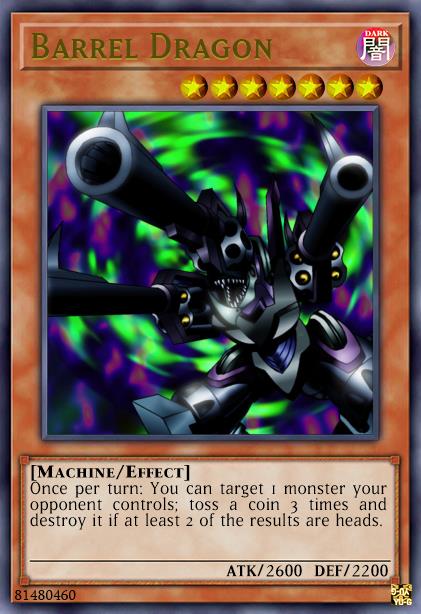 BARREL DRAGON
DARK
闇
[MACHINE/EFFECT]
Once per turn: You can target 1 monster your
opponent controls; toss a coin 3 times and
destroy it if at least 2 of the results are heads.
ATK/2600 DEF/2200
81480460